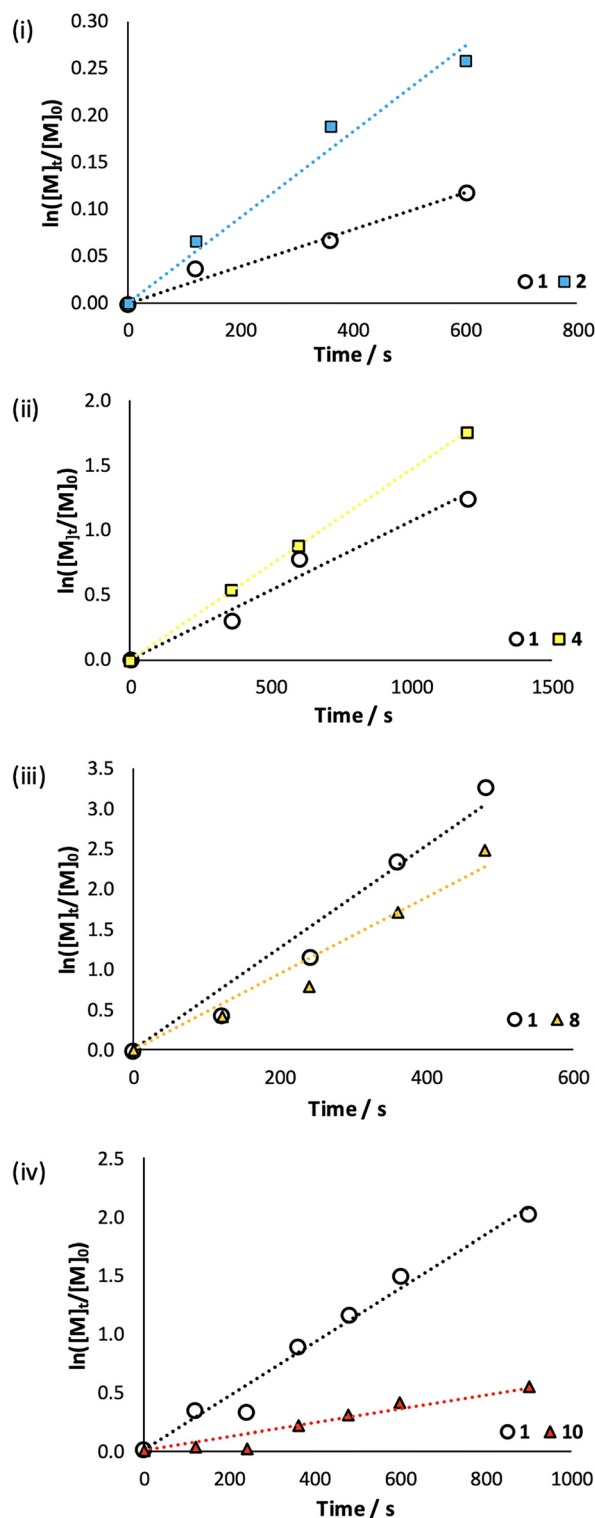 (i)
0.30
0.25
0.20
0.15
0.10
0.05
0.00
ln([M]t/[M]0)
0 200 400 600 800
Time / s
1 2
(ii)
2.0
1.5
1.0
0.5
0.0
ln([M]t/[M]0)
0 500 1000 1500
Time / s
1 4
(iii)
3.5
3.0
2.5
2.0
1.5
1.0
0.5
0.0
ln([M]t/[M]0)
0 200 400 600
Time / s
1 8
(iv)
2.5
2.0
1.5
1.0
0.5
0.0
ln([M]t/[M]0)
0 200 400 600 800 1000
Time / s
1 10